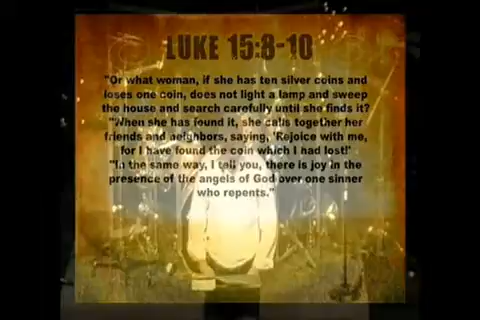 LUKE 15:8-10
"Or what woman, if she has ten silver coins and
loses one coin, does not light a lamp and sweep
the house and search carefully until she finds it?
"When she has found it, she calls together her
friends and neighbors, saying, 'Rejoice with me,
for I have found the coin which I had lost!'
"In the same way, I tell you, there is joy in the
presence of the angels of God over one sinner
who repents."